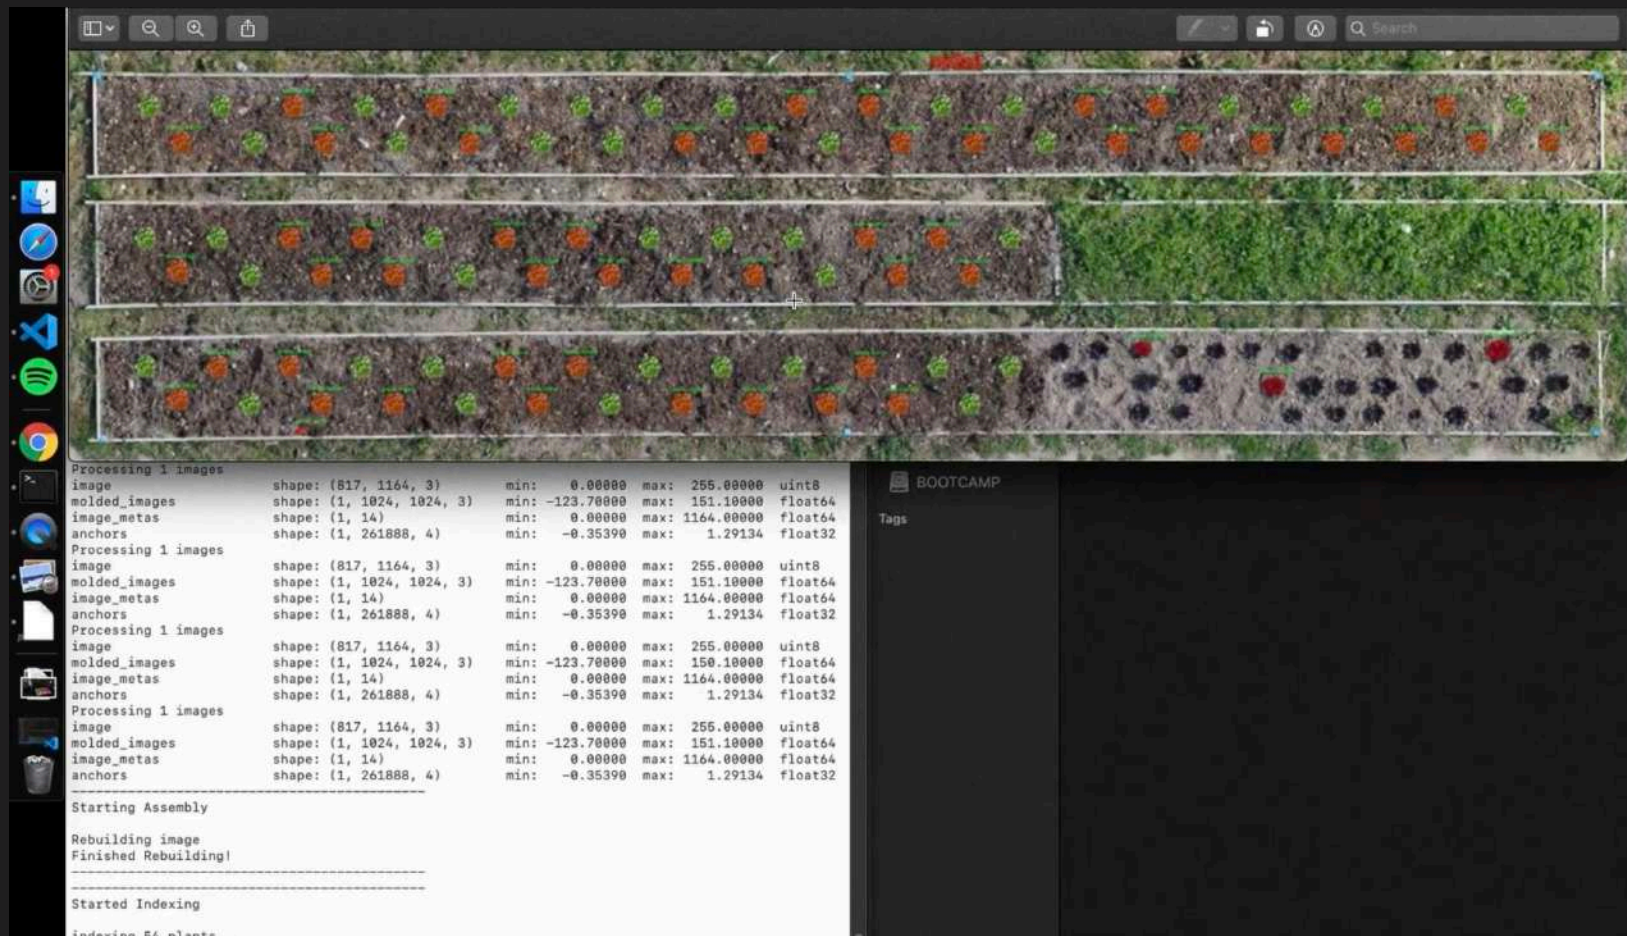 Search
Processing 1 images
image shape: (817, 1164, 3) min: 0.00000 max: 255.00000 uint8
molded_images shape: (1, 1024, 1024, 3) min: -123.70000 max: 151.10000 float64
image_metas shape: (1, 14) min: 0.00000 max: 1164.00000 float64
anchors shape: (1, 261888, 4) min: -0.35390 max: 1.29134 float32
Processing 1 images
image shape: (817, 1164, 3) min: 0.00000 max: 255.00000 uint8
molded_images shape: (1, 1024, 1024, 3) min: -123.70000 max: 151.10000 float64
image_metas shape: (1, 14) min: 0.00000 max: 1164.00000 float64
anchors shape: (1, 261888, 4) min: -0.35390 max: 1.29134 float32
Processing 1 images
image shape: (817, 1164, 3) min: 0.00000 max: 255.00000 uint8
molded_images shape: (1, 1024, 1024, 3) min: -123.70000 max: 150.10000 float64
image_metas shape: (1, 14) min: 0.00000 max: 1164.00000 float64
anchors shape: (1, 261888, 4) min: -0.35390 max: 1.29134 float32
Processing 1 images
image shape: (817, 1164, 3) min: 0.00000 max: 255.00000 uint8
molded_images shape: (1, 1024, 1024, 3) min: -123.70000 max: 151.10000 float64
image_metas shape: (1, 14) min: 0.00000 max: 1164.00000 float64
anchors shape: (1, 261888, 4) min: -0.35390 max: 1.29134 float32
Starting Assembly
Rebuilding image
Finished Rebuilding!
Started Indexing
indexing 54 plants
BOOTCAMP
Tags